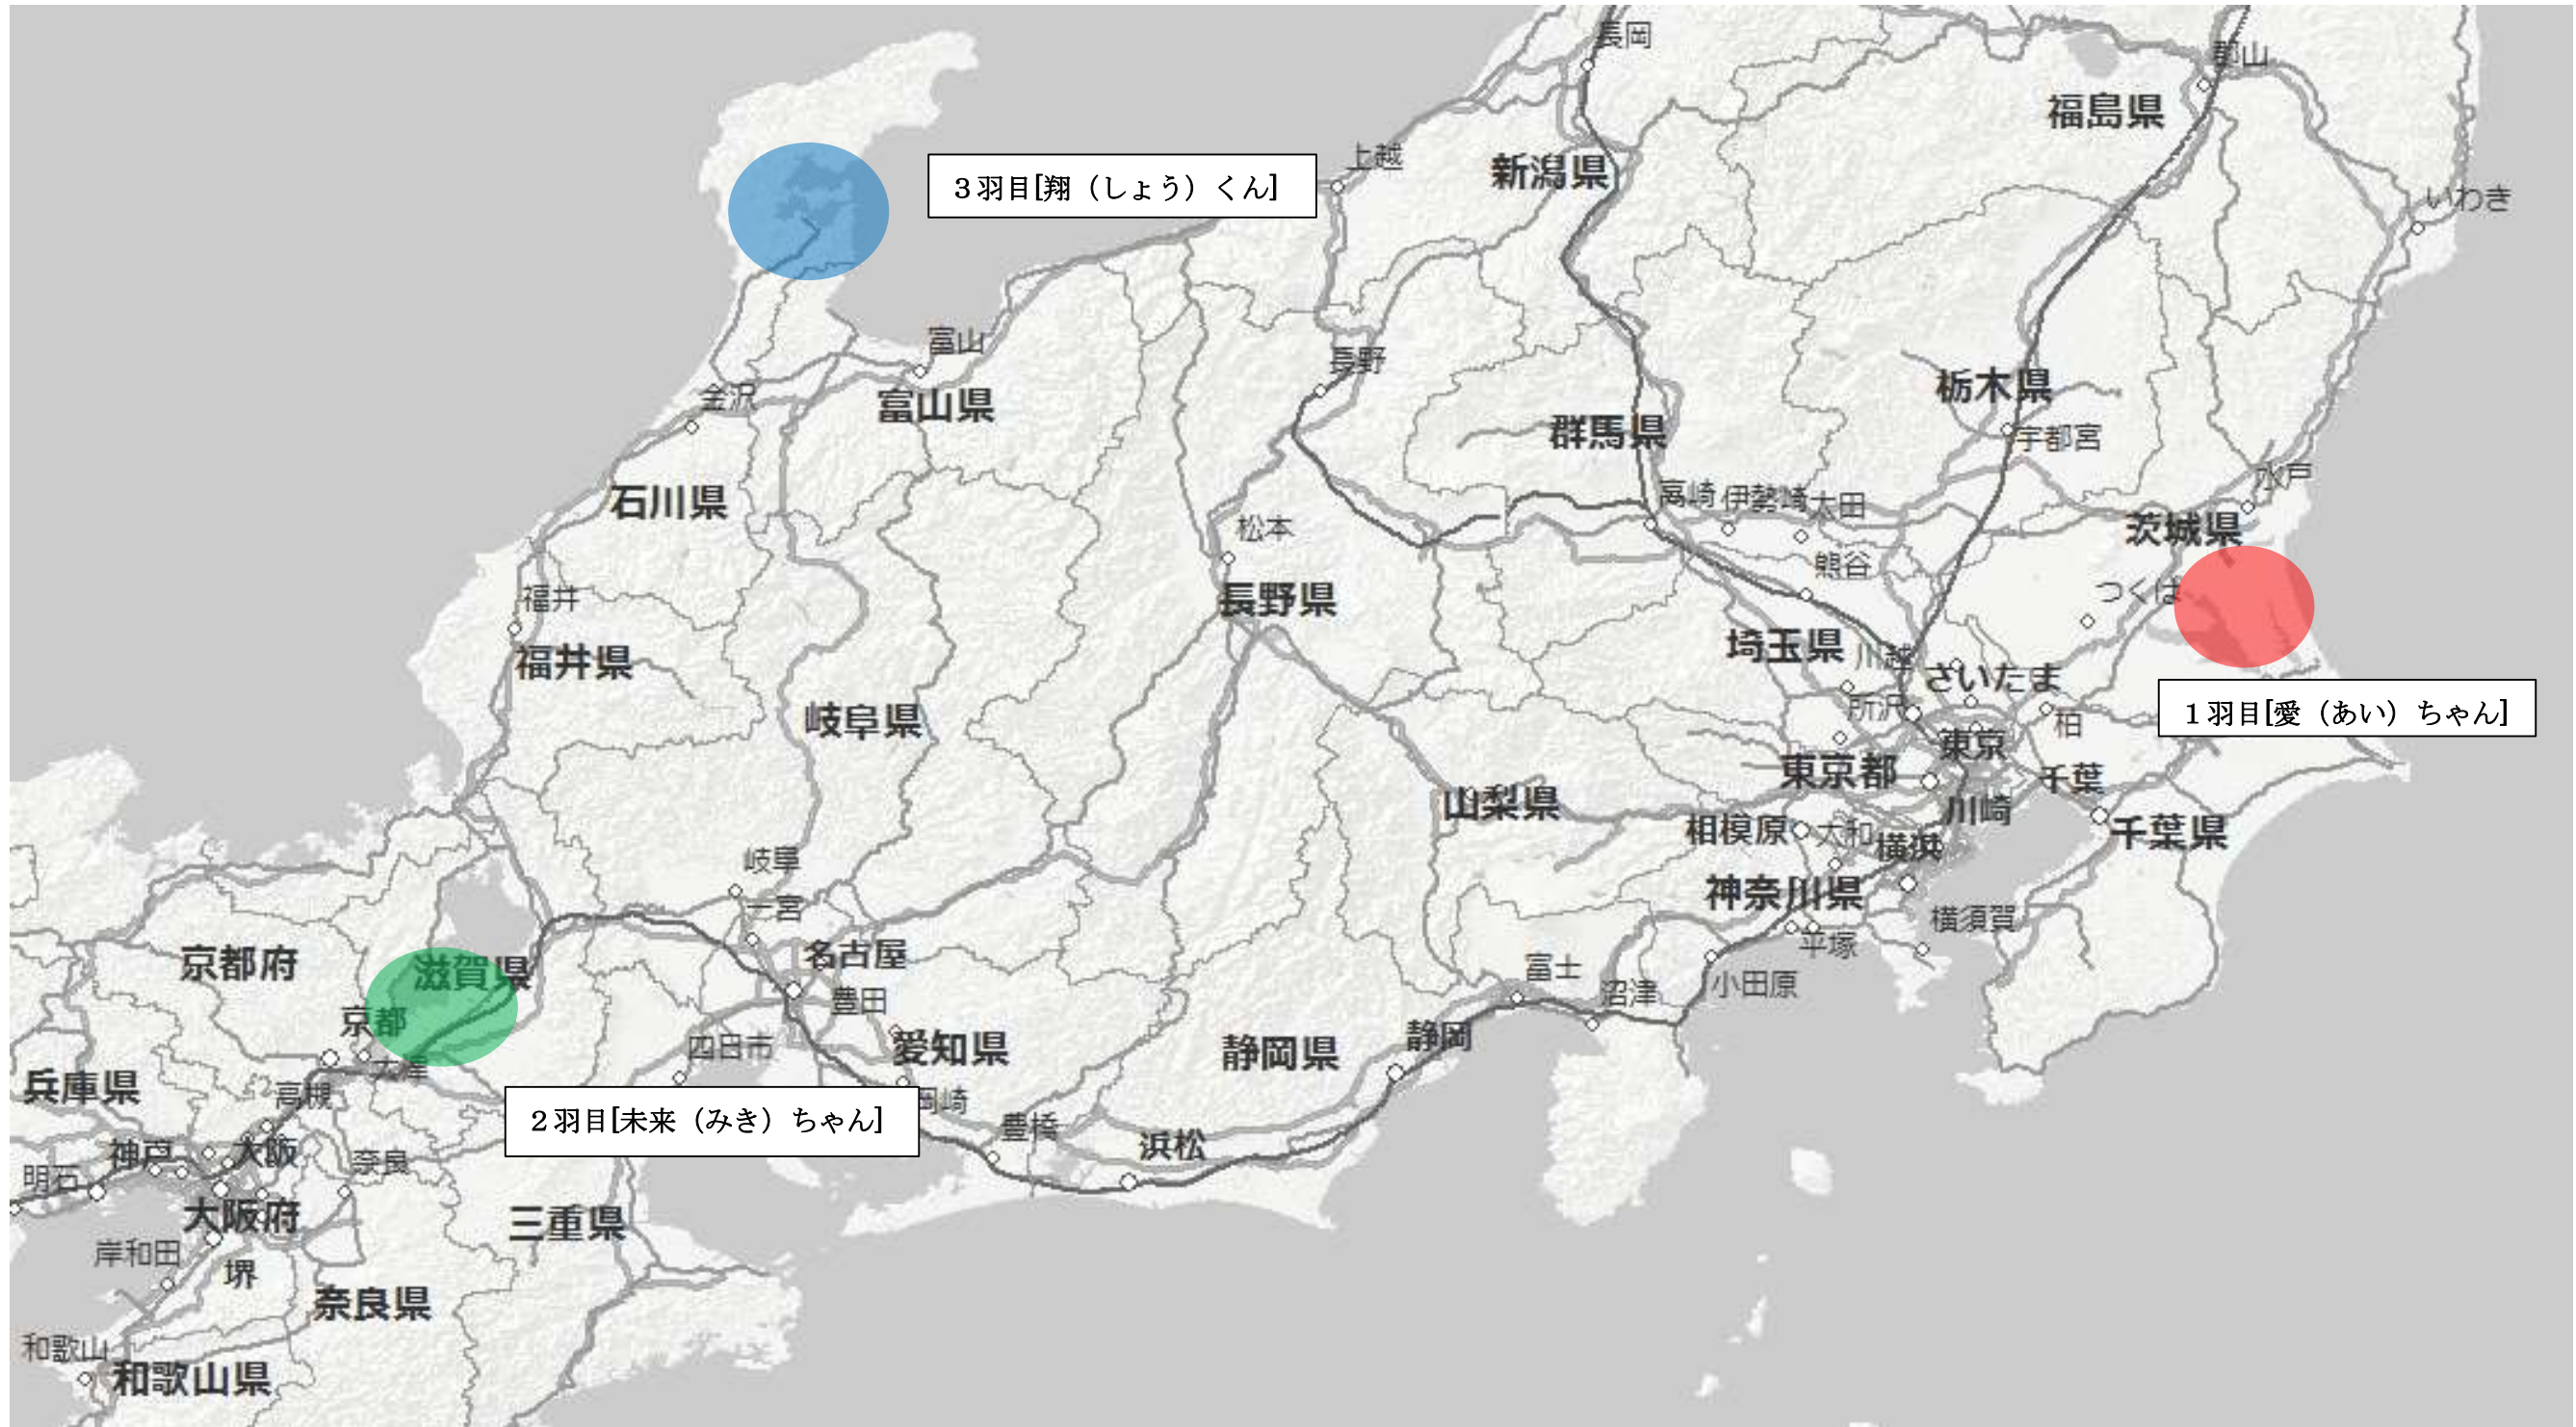 長岡
郡山
福島県
上越
新潟県
3羽目[翔（しょう）くん]
いわき
富山
長野
富山県
金沢
栃木県
群馬県
宇都宮
水戸
石川県
高崎
伊勢崎
太田
松本
茨城県
熊谷
福井
長野県
つくば
福井県
埼玉県
川越
さいたま
岐阜県
所沢
柏
1羽目[愛（あい）ちゃん]
東京
東京都
千葉
山梨県
川崎
相模原
大和
横浜
千葉県
岐阜
神奈川県
一宮
横須賀
名古屋
平塚
京都府
滋賀県
富士
小田原
豊田
沼津
京都
静岡
四日市
愛知県
静岡県
大津
兵庫県
高槻
岡崎
2羽目[未来（みき）ちゃん]
豊橋
浜松
神戸
大阪
奈良
明石
大阪府
三重県
岸和田
堺
奈良県
和歌山
和歌山県